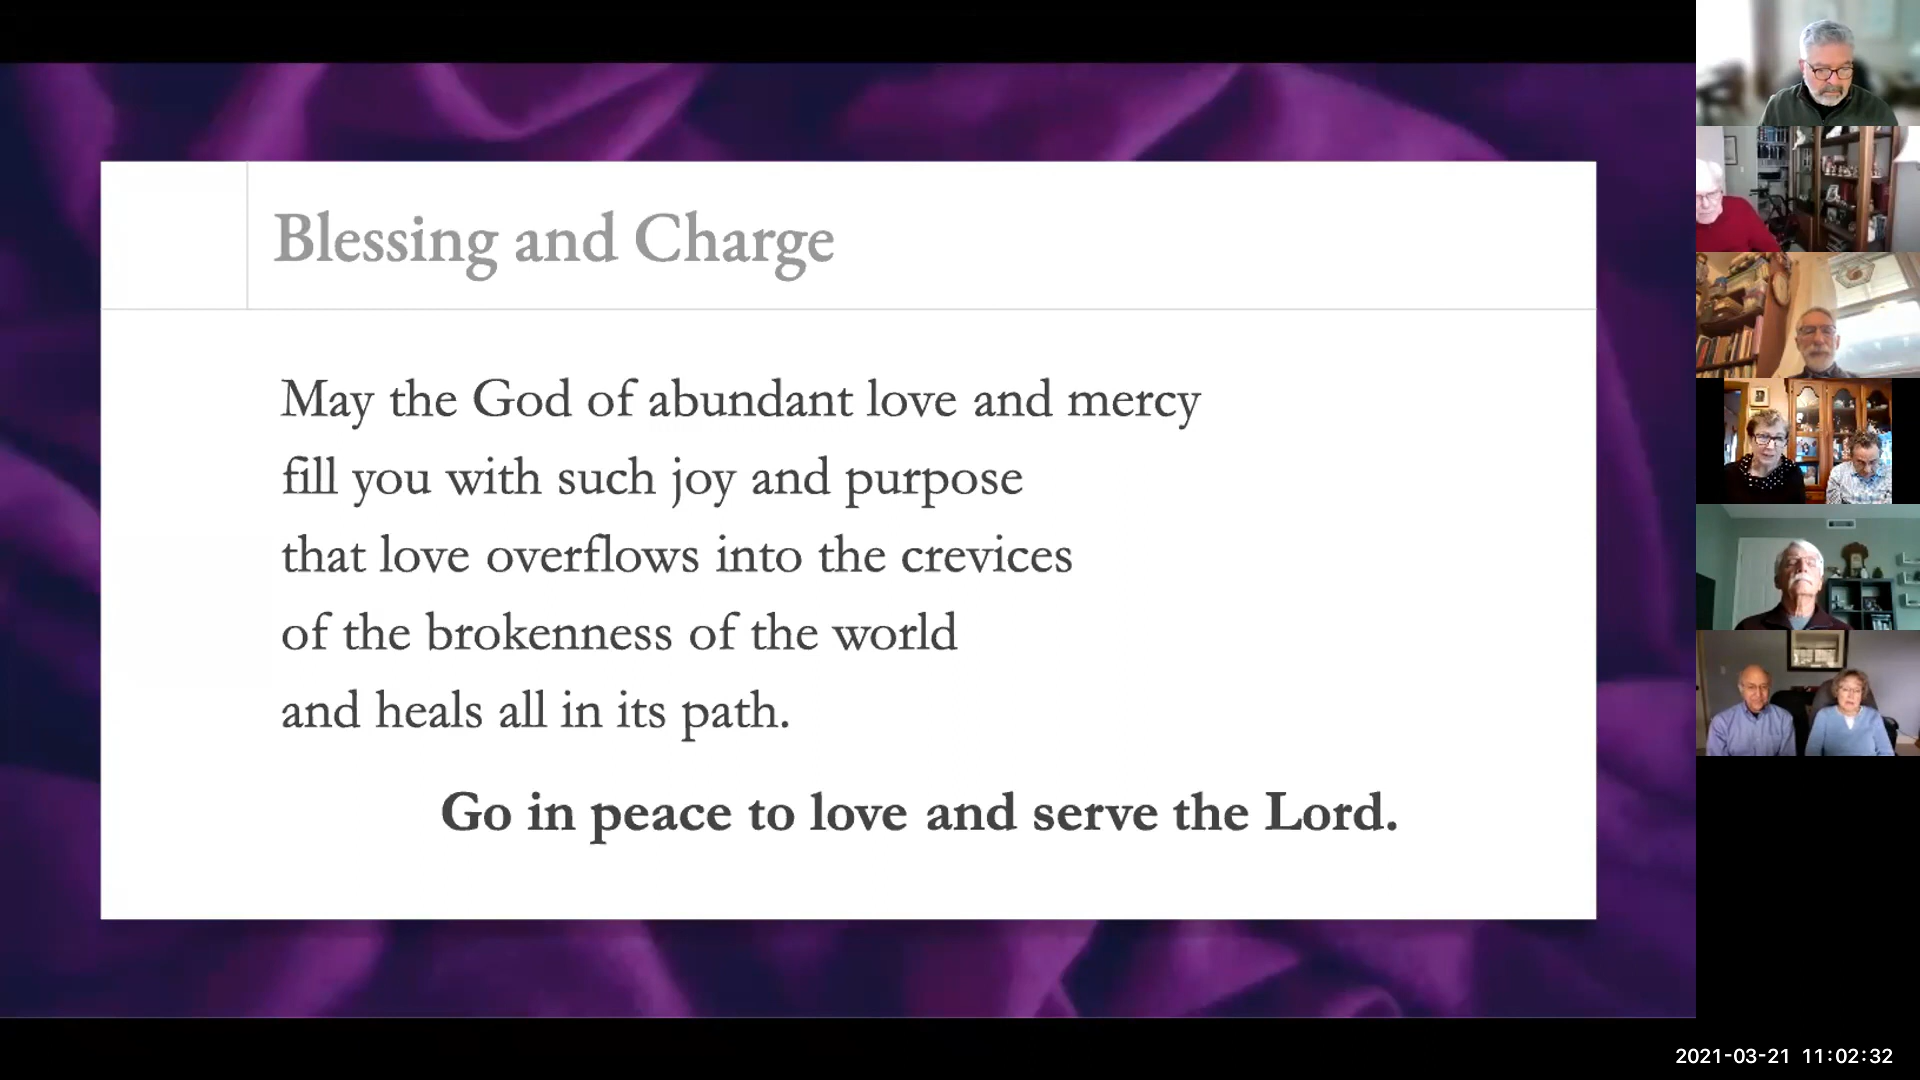 Blessing and Charge
May the God of abundant love and mercy
fill you with such joy and purpose
that love overflows into the crevices
of the brokenness of the world
and heals all in its path.
Go in peace to love and serve the Lord.
2021-03-21 11:02:32